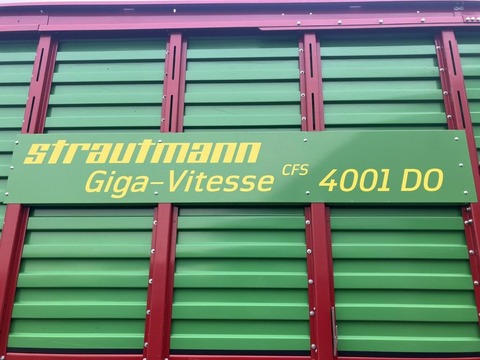 strautmann
Giga-Vitesse CFS 4001 DO